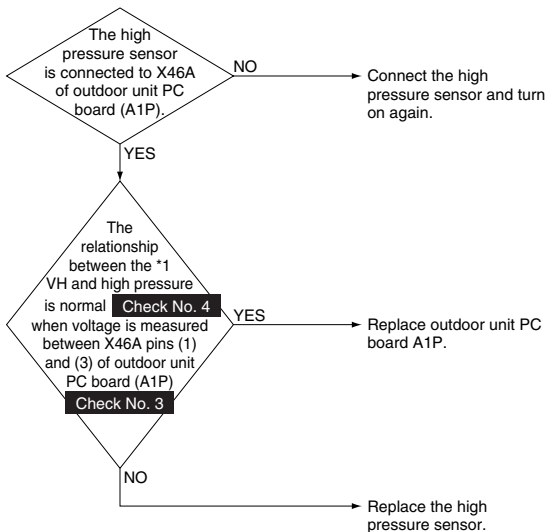 The high
pressure sensor
is connected to X46A
of outdoor unit PC
board (A1P).
NO
Connect the high
pressure sensor and turn
on again.
YES
The
relationship
between the *1
VH and high pressure
is normal Check No. 4
when voltage is measured
between X46A pins (1)
and (3) of outdoor unit
PC board (A1P)
Check No. 3
YES
Replace outdoor unit PC
board A1P.
NO
Replace the high
pressure sensor.